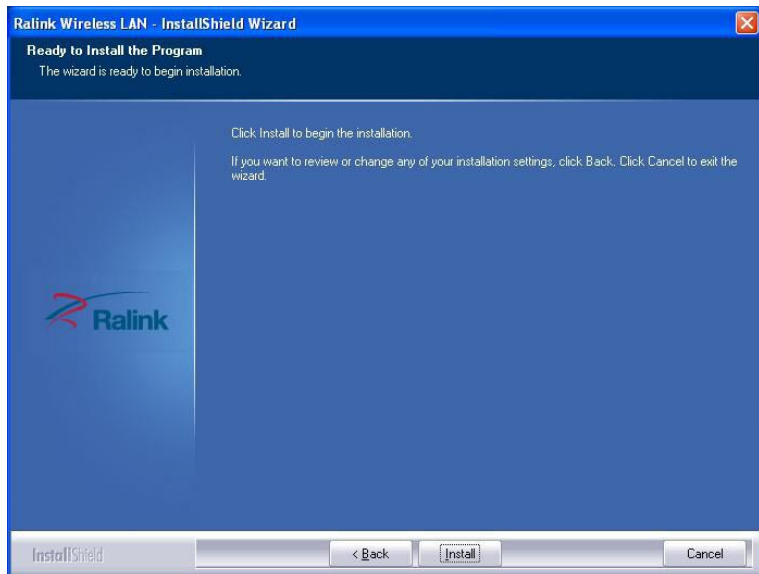 Ralink Wireless LAN - InstallShield Wizard
Ready to Install the Program
The wizard is ready to begin installation.
Click Install to begin the installation.
If you want to review or change any of your installation settings, click Back. Click Cancel to exit the
wizard.
Ralink
InstallShield
< Back
Install
Cancel